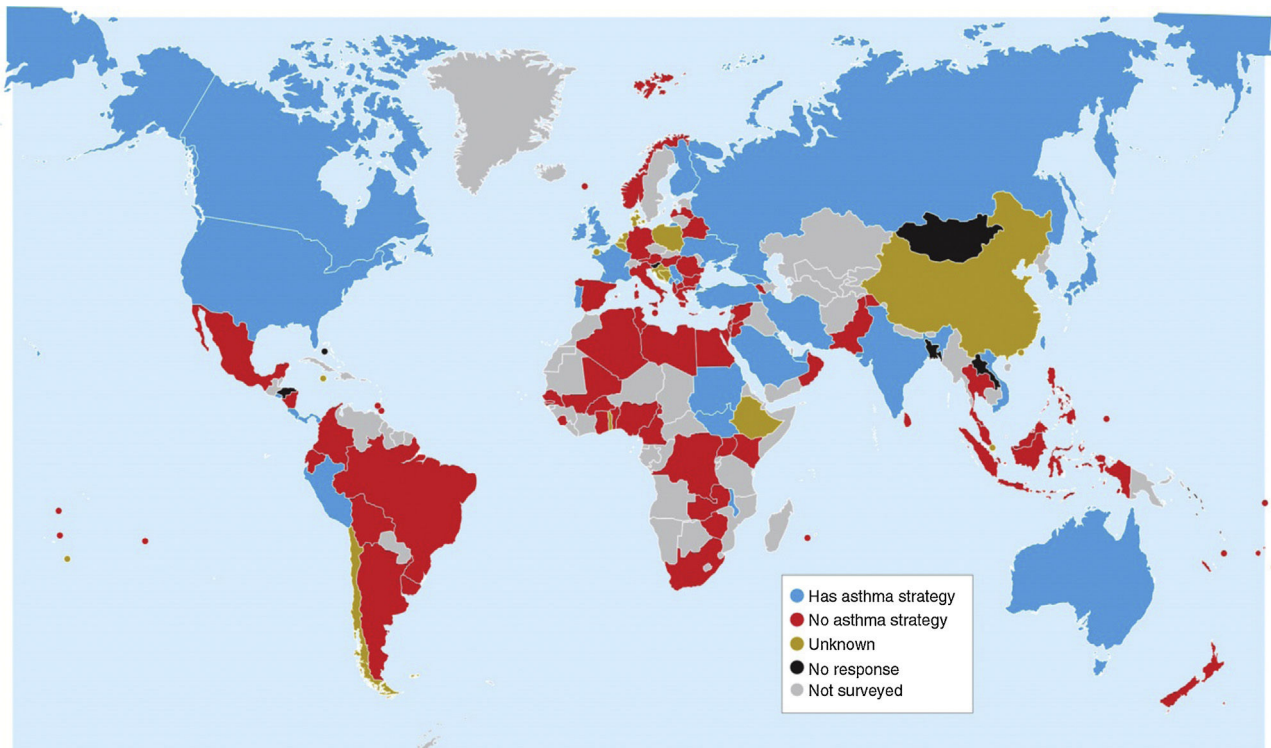 Has asthma strategy
No asthma strategy
Unknown
No response
Not surveyed